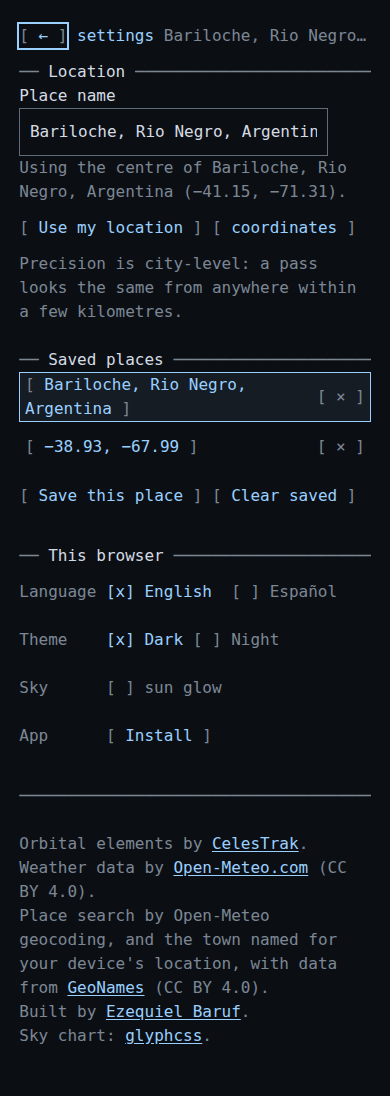 [ ← ] settings Bariloche, Rio Negro…
Location
Place name
Bariloche, Rio Negro, Argentin
Using the centre of Bariloche, Rio
Negro, Argentina (−41.15, −71.31).
[ Use my location ] [ coordinates ]
Precision is city-level: a pass
looks the same from anywhere within
a few kilometres.
Saved places
[ Bariloche, Rio Negro,
Argentina ] [ × ]
[ −38.93, −67.99 ] [ × ]
[ Save this place ] [ Clear saved ]
This browser
Language [x] English [ ] Español
Theme [x] Dark [ ] Night
Sky [ ] sun glow
App [ Install ]
Orbital elements by CelesTrak.
Weather data by Open-Meteo.com (CC
BY 4.0).
Place search by Open-Meteo
geocoding, and the town named for
your device's location, with data
from GeoNames (CC BY 4.0).
Built by Ezequiel Baruf.
Sky chart: glyphcss.